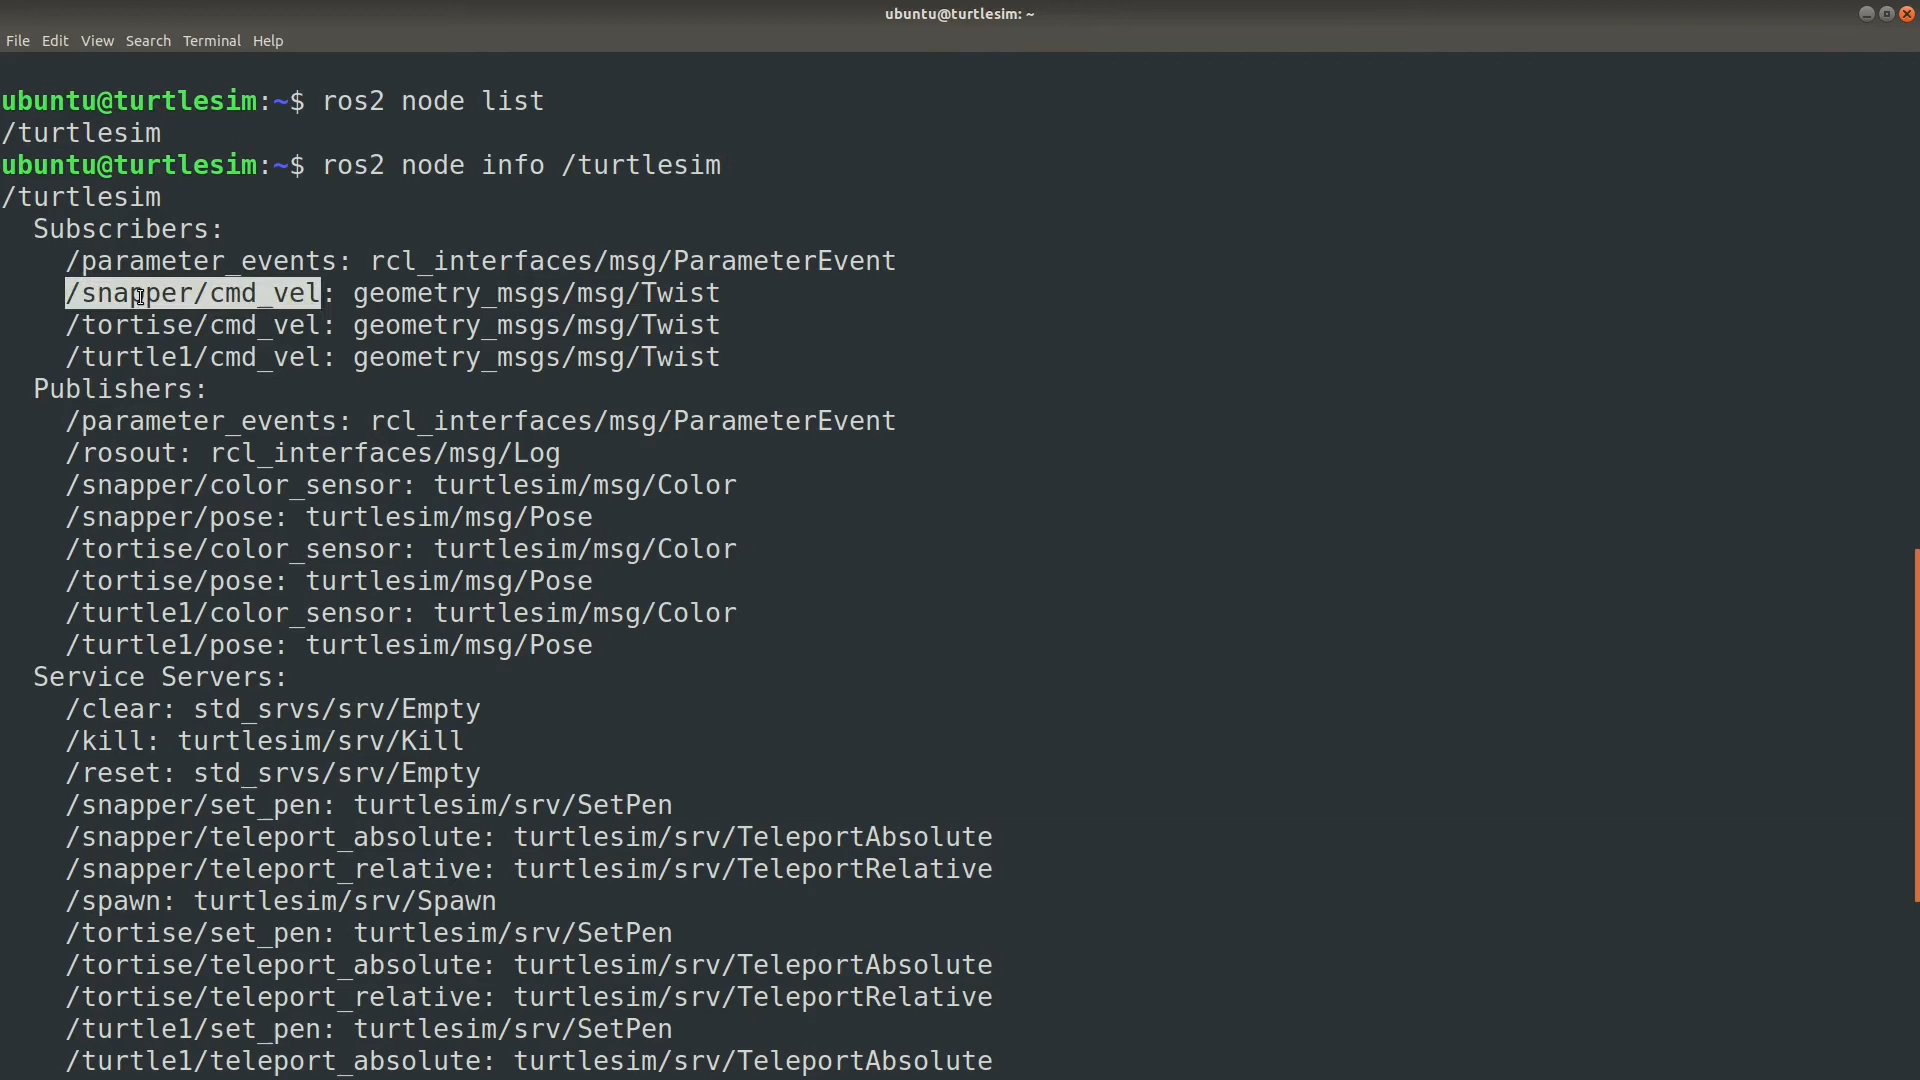 ubuntu@turtlesim: ~
File Edit View Search Terminal Help
ubuntu@turtlesim:~$ ros2 node list
/turtlesim
ubuntu@turtlesim:~$ ros2 node info /turtlesim
/turtlesim
Subscribers:
/parameter_events: rcl_interfaces/msg/ParameterEvent
/snapper/cmd_vel: geometry_msgs/msg/Twist
/tortise/cmd_vel: geometry_msgs/msg/Twist
/turtle1/cmd_vel: geometry_msgs/msg/Twist
Publishers:
/parameter_events: rcl_interfaces/msg/ParameterEvent
/rosout: rcl_interfaces/msg/Log
/snapper/color_sensor: turtlesim/msg/Color
/snapper/pose: turtlesim/msg/Pose
/tortise/color_sensor: turtlesim/msg/Color
/tortise/pose: turtlesim/msg/Pose
/turtle1/color_sensor: turtlesim/msg/Color
/turtle1/pose: turtlesim/msg/Pose
Service Servers:
/clear: std_srvs/srv/Empty
/kill: turtlesim/srv/Kill
/reset: std_srvs/srv/Empty
/snapper/set_pen: turtlesim/srv/SetPen
/snapper/teleport_absolute: turtlesim/srv/TeleportAbsolute
/snapper/teleport_relative: turtlesim/srv/TeleportRelative
/spawn: turtlesim/srv/Spawn
/tortise/set_pen: turtlesim/srv/SetPen
/tortise/teleport_absolute: turtlesim/srv/TeleportAbsolute
/tortise/teleport_relative: turtlesim/srv/TeleportRelative
/turtle1/set_pen: turtlesim/srv/SetPen
/turtle1/teleport_absolute: turtlesim/srv/TeleportAbsolute